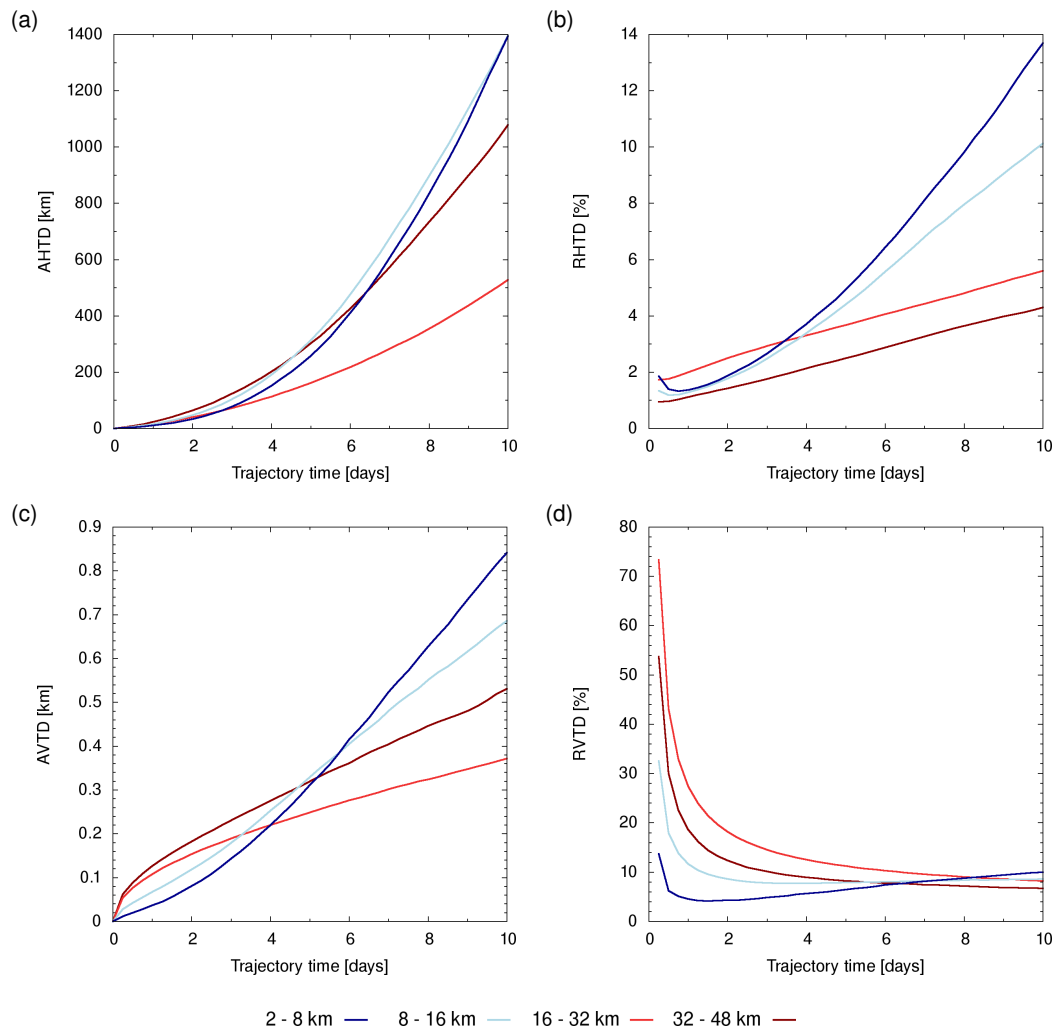 (a)
AHTD [km]
1400
1200
1000
800
600
400
200
0
0 2 4 6 8 10
Trajectory time [days]
(b)
RHTD [%]
14
12
10
8
6
4
2
0
0 2 4 6 8 10
Trajectory time [days]
(c)
AVTD [km]
0.9
0.8
0.7
0.6
0.5
0.4
0.3
0.2
0.1
0
0 2 4 6 8 10
Trajectory time [days]
(d)
RVTD [%]
80
70
60
50
40
30
20
10
0
0 2 4 6 8 10
Trajectory time [days]
2 - 8 km 8 - 16 km 16 - 32 km 32 - 48 km